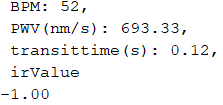 BPM: 52,
PWV(nm/s): 693.33,
transittime(s): 0.12,
irValue
-1.00